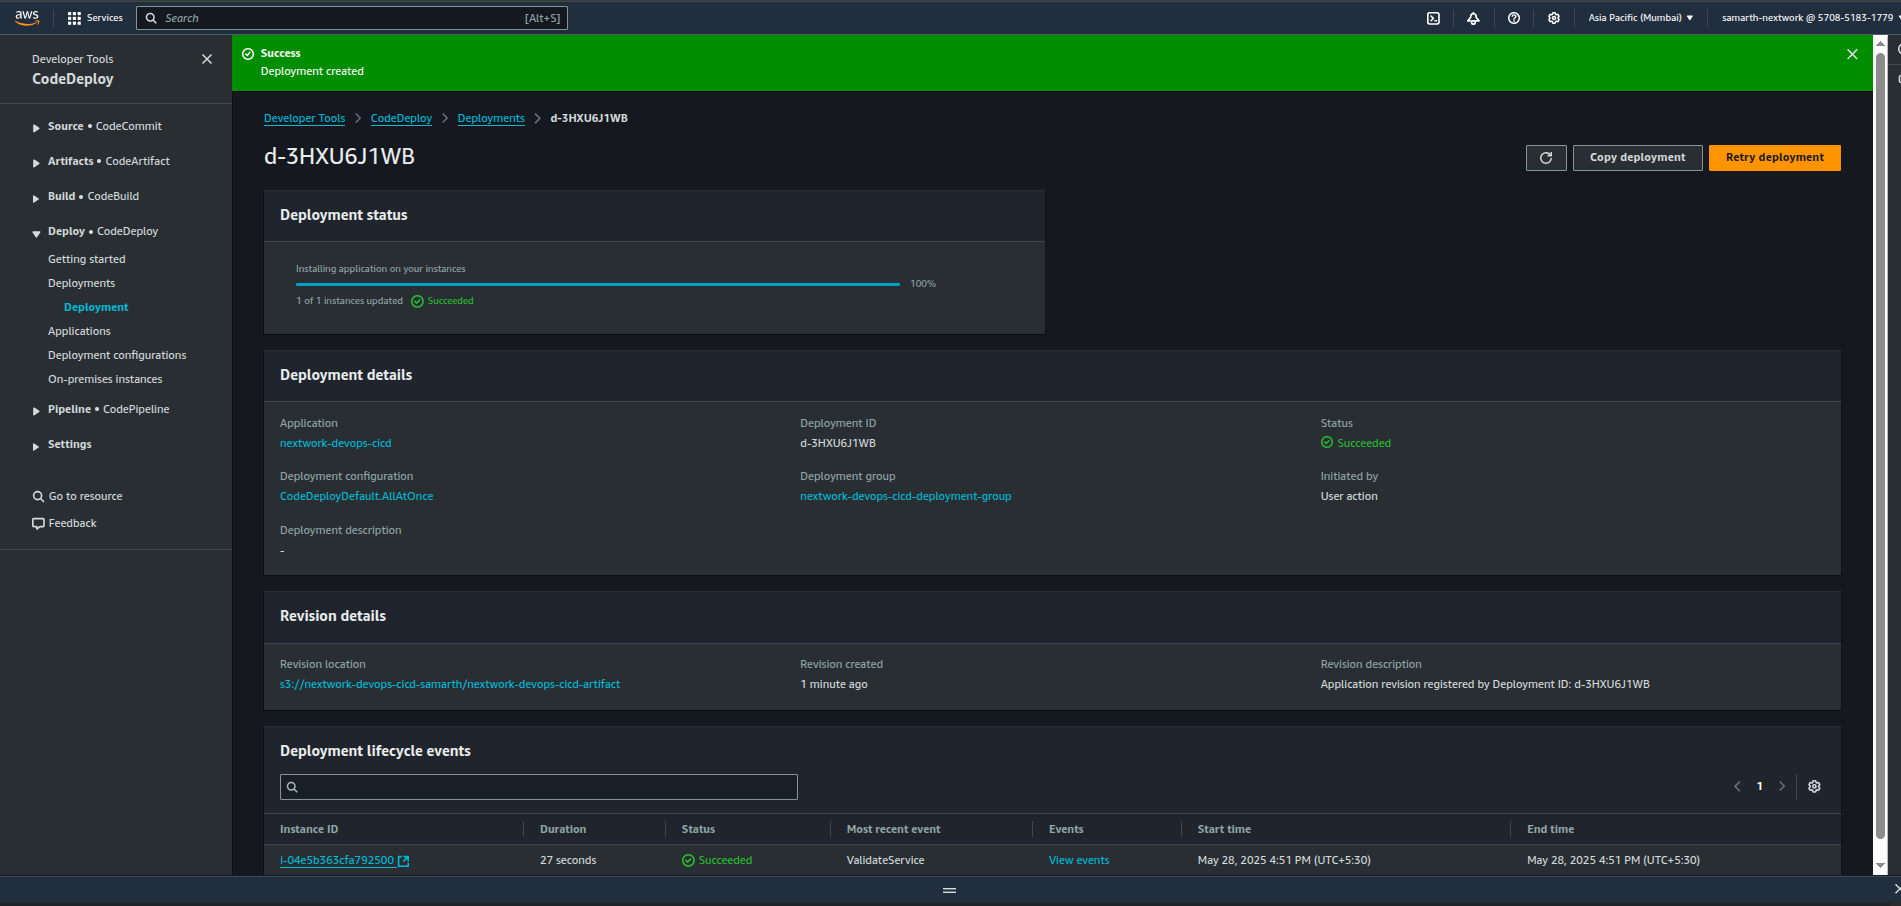 aws Services Search [Alt+S] Asia Pacific (Mumbai) samarth-nextwork @ 5708-5183-1779
Developer Tools
CodeDeploy
Source • CodeCommit
Artifacts • CodeArtifact
Build • CodeBuild
Deploy • CodeDeploy
Getting started
Deployments
Deployment
Applications
Deployment configurations
On-premises instances
Pipeline • CodePipeline
Settings
Go to resource
Feedback
Success
Deployment created
Developer Tools > CodeDeploy > Deployments > d-3HXU6J1WB
d-3HXU6J1WB
Copy deployment Retry deployment
Deployment status
Installing application on your instances
100%
1 of 1 instances updated Succeeded
Deployment details
Application Deployment ID Status
nextwork-devops-cicd d-3HXU6J1WB Succeeded
Deployment configuration Deployment group Initiated by
CodeDeployDefault.AllAtOnce nextwork-devops-cicd-deployment-group User action
Deployment description
-
Revision details
Revision location Revision created Revision description
s3://nextwork-devops-cicd-samarth/nextwork-devops-cicd-artifact 1 minute ago Application revision registered by Deployment ID: d-3HXU6J1WB
Deployment lifecycle events
1
Instance ID Duration Status Most recent event Events Start time End time
i-04e5b363cfa792500 27 seconds Succeeded ValidateService View events May 28, 2025 4:51 PM (UTC+5:30) May 28, 2025 4:51 PM (UTC+5:30)